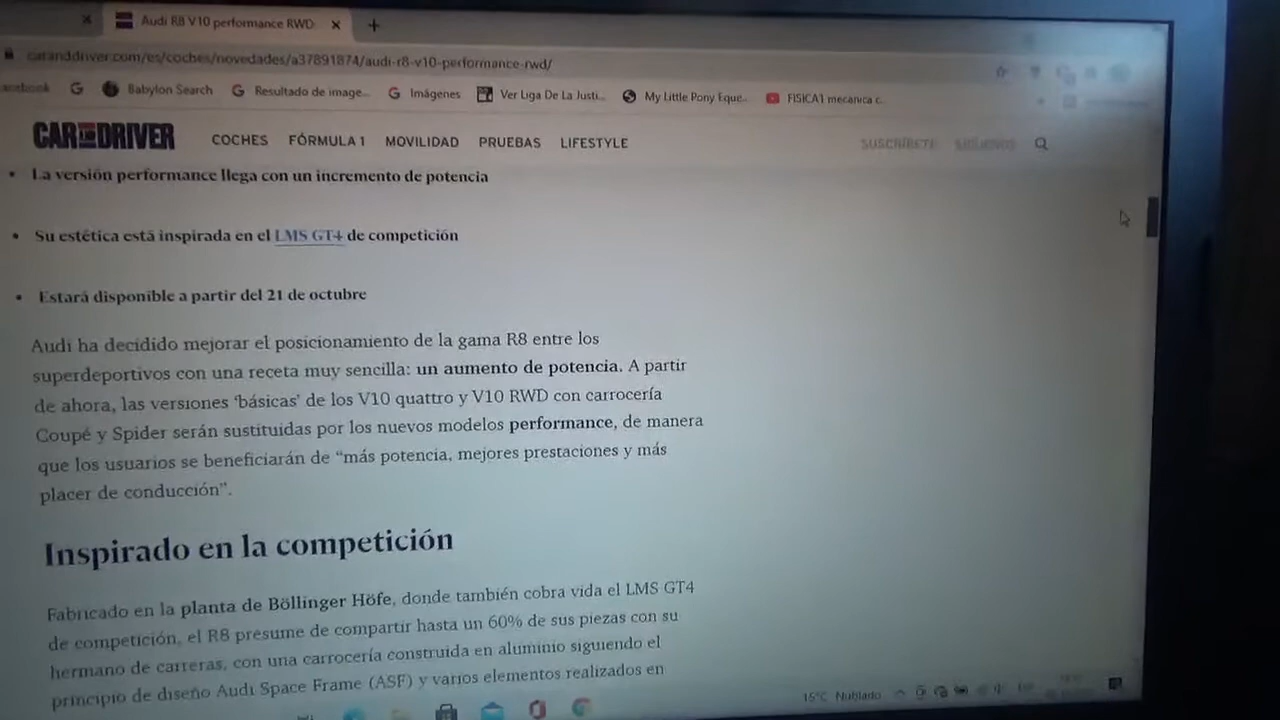 Audi R8 V10 performance RWD
caranddriver.com/es/coches/novedades/a37891874/audi-r8-v10-performance-rwd/
Babylon Search
Resultado de image...
Imágenes
Ver Liga De La Justi...
My Little Pony Eque...
FISICA1 mecanica c...
CAR AND DRIVER
COCHES FÓRMULA 1 MOVILIDAD PRUEBAS LIFESTYLE
SUSCRÍBETE
• La versión performance llega con un incremento de potencia
• Su estética está inspirada en el LMS GT4 de competición
• Estará disponible a partir del 21 de octubre
Audi ha decidido mejorar el posicionamiento de la gama R8 entre los
superdeportivos con una receta muy sencilla: un aumento de potencia. A partir
de ahora, las versiones ‘básicas’ de los V10 quattro y V10 RWD con carrocería
Coupé y Spider serán sustituidas por los nuevos modelos performance, de manera
que los usuarios se beneficiarán de “más potencia, mejores prestaciones y más
placer de conducción”.
Inspirado en la competición
Fabricado en la planta de Böllinger Höfe, donde también cobra vida el LMS GT4
de competición, el R8 presume de compartir hasta un 60% de sus piezas con su
hermano de carreras, con una carrocería construida en aluminio siguiendo el
principio de diseño Audi Space Frame (ASF) y varios elementos realizados en
15°C Nublado